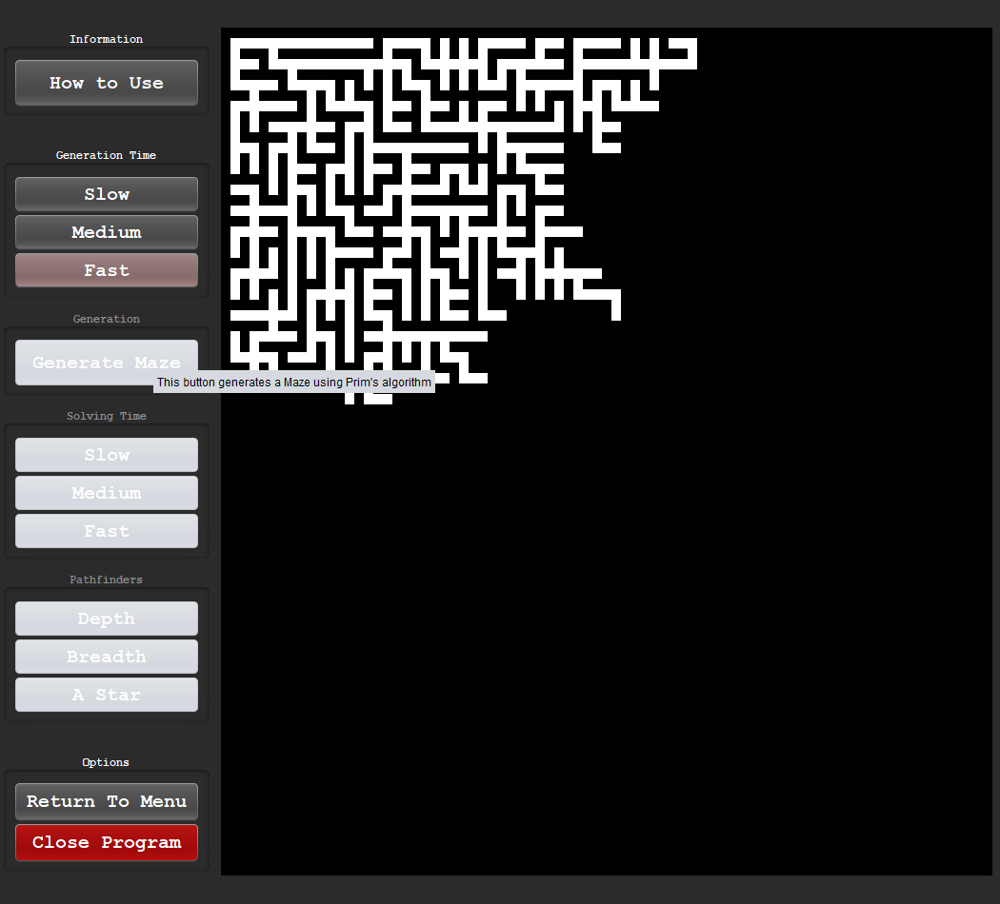 Information
How to Use
Generation Time
Slow
Medium
Fast
Generation
Generate Maze
This button generates a Maze using Prim's algorithm
Solving Time
Slow
Medium
Fast
Pathfinders
Depth
Breadth
A Star
Options
Return To Menu
Close Program